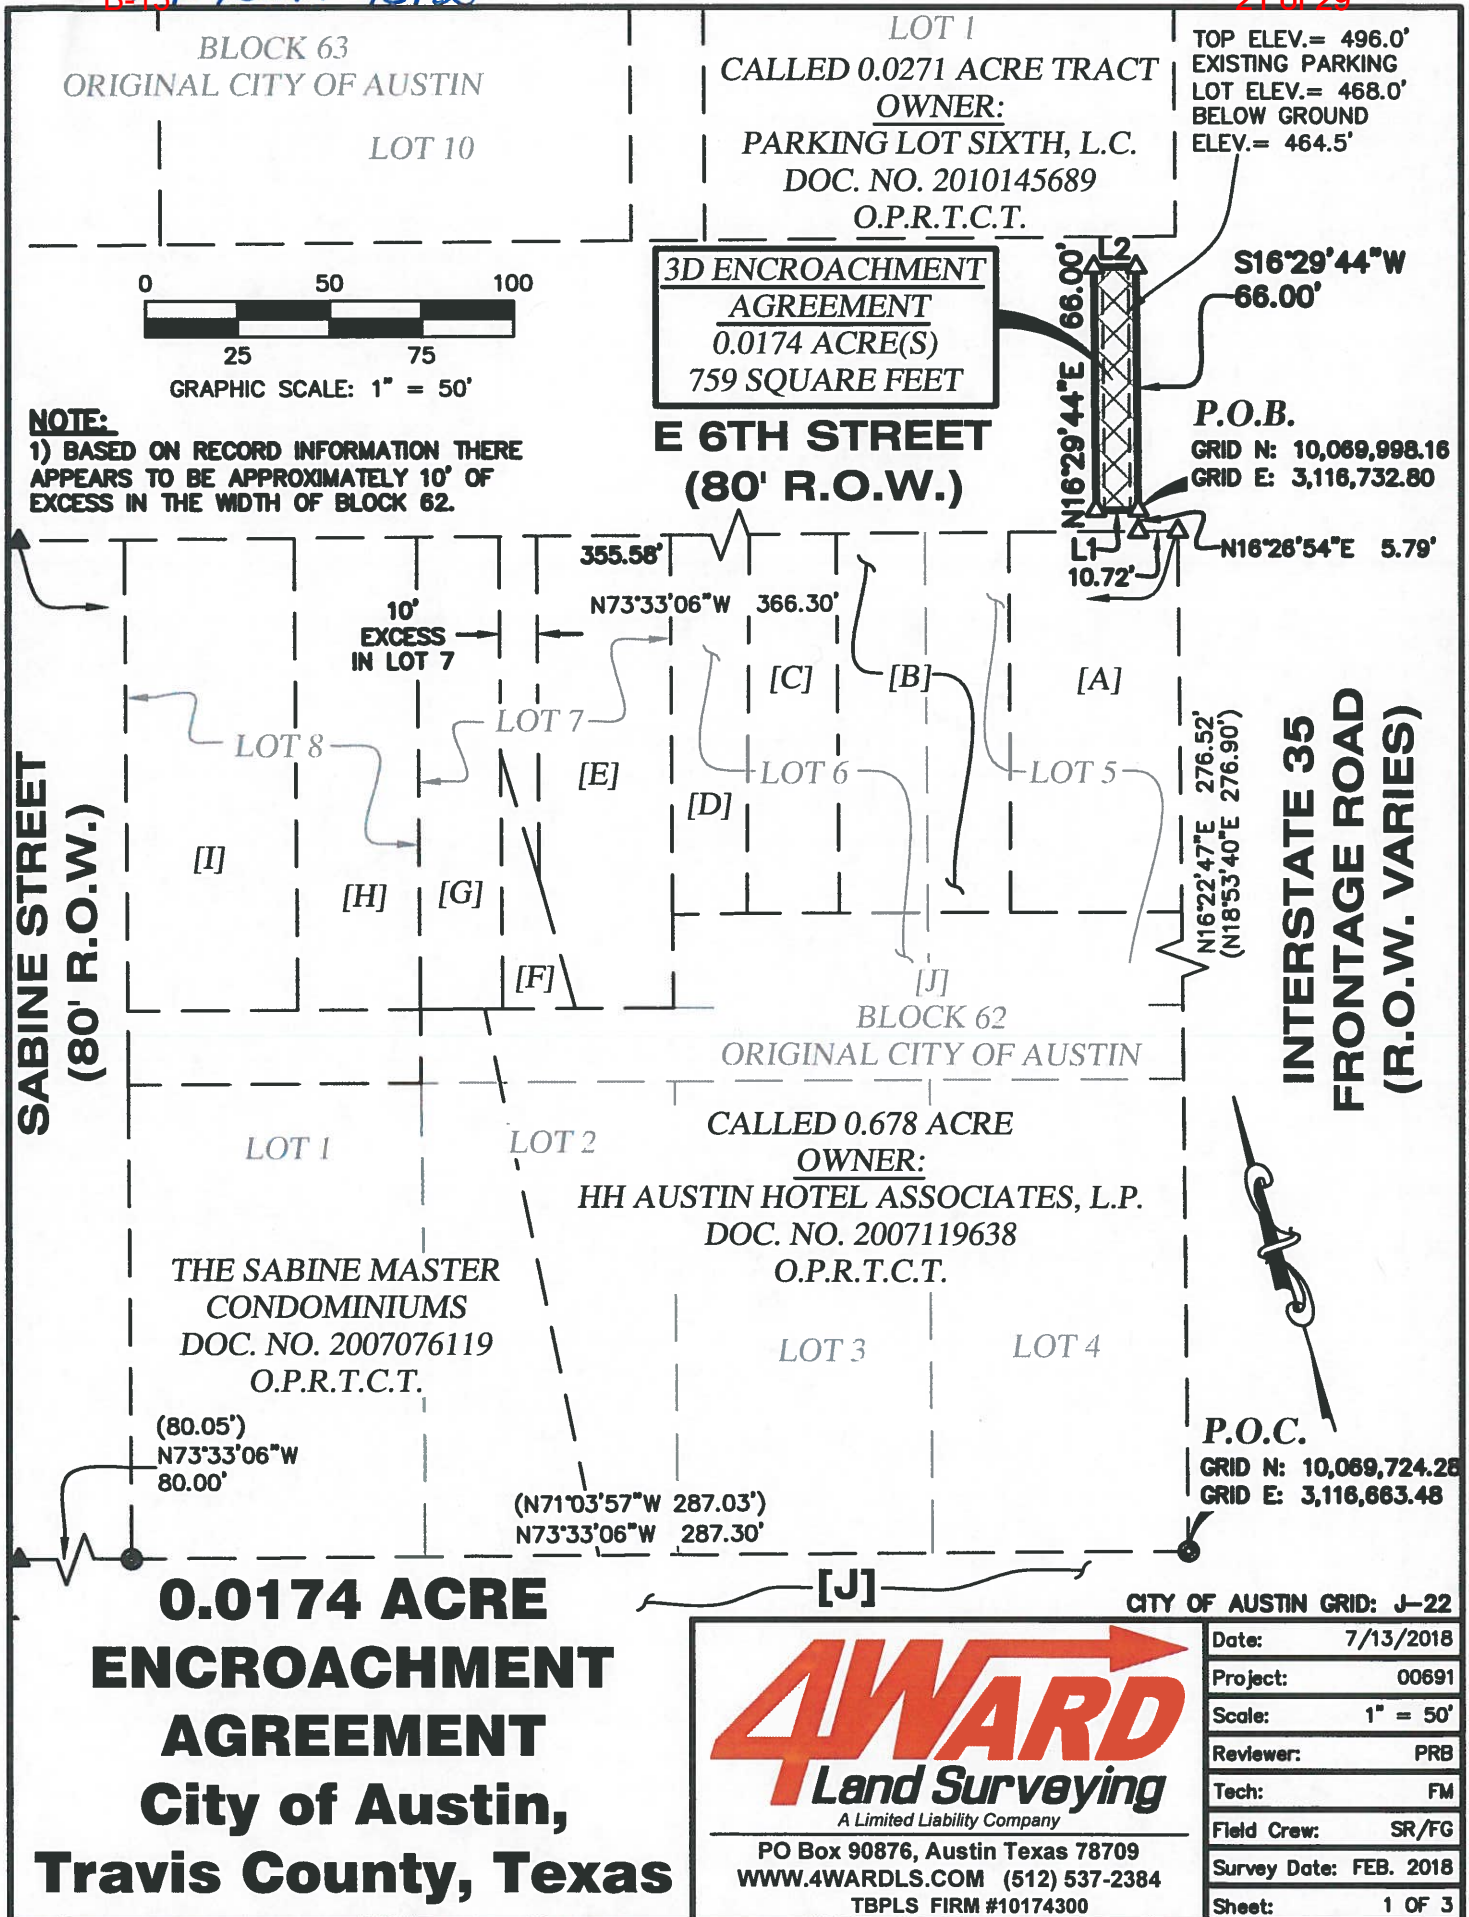 B-13
21 of 29
BLOCK 63
ORIGINAL CITY OF AUSTIN
LOT 10
LOT 1
CALLED 0.0271 ACRE TRACT
OWNER:
PARKING LOT SIXTH, L.C.
DOC. NO. 2010145689
O.P.R.T.C.T.
TOP ELEV.= 496.0'
EXISTING PARKING
LOT ELEV.= 468.0'
BELOW GROUND
ELEV.= 464.5'
0 50 100
25 75
GRAPHIC SCALE: 1" = 50'
3D ENCROACHMENT
AGREEMENT
0.0174 ACRE(S)
759 SQUARE FEET
L2
N16°29'44"E 66.00'
S16°29'44"W
66.00'
P.O.B.
GRID N: 10,069,998.16
GRID E: 3,116,732.80
NOTE:
1) BASED ON RECORD INFORMATION THERE
APPEARS TO BE APPROXIMATELY 10' OF
EXCESS IN THE WIDTH OF BLOCK 62.
E 6TH STREET
(80' R.O.W.)
L1
10.72'
N16°26'54"E 5.79'
355.58'
N73°33'06"W 366.30'
10'
EXCESS
IN LOT 7
[C]
[B]
[A]
LOT 7
LOT 8
[E]
LOT 6
LOT 5
[D]
[I]
[H]
[G]
[F]
[J]
N16°22'47"E 276.52'
(N18°53'40"E 276.90')
SABINE STREET
(80' R.O.W.)
INTERSTATE 35
FRONTAGE ROAD
(R.O.W. VARIES)
BLOCK 62
ORIGINAL CITY OF AUSTIN
LOT 1
LOT 2
CALLED 0.678 ACRE
OWNER:
HH AUSTIN HOTEL ASSOCIATES, L.P.
DOC. NO. 2007119638
O.P.R.T.C.T.
THE SABINE MASTER
CONDOMINIUMS
DOC. NO. 2007076119
O.P.R.T.C.T.
LOT 3
LOT 4
(80.05')
N73°33'06"W
80.00'
(N71°03'57"W 287.03')
N73°33'06"W 287.30'
P.O.C.
GRID N: 10,069,724.28
GRID E: 3,116,663.48
[J]
CITY OF AUSTIN GRID: J-22
0.0174 ACRE
ENCROACHMENT
AGREEMENT
City of Austin,
Travis County, Texas
4WARD
Land Surveying
A Limited Liability Company
PO Box 90876, Austin Texas 78709
WWW.4WARDLS.COM (512) 537-2384
TBPLS FIRM #10174300
Date: 7/13/2018
Project: 00691
Scale: 1" = 50'
Reviewer: PRB
Tech: FM
Field Crew: SR/FG
Survey Date: FEB. 2018
Sheet: 1 OF 3